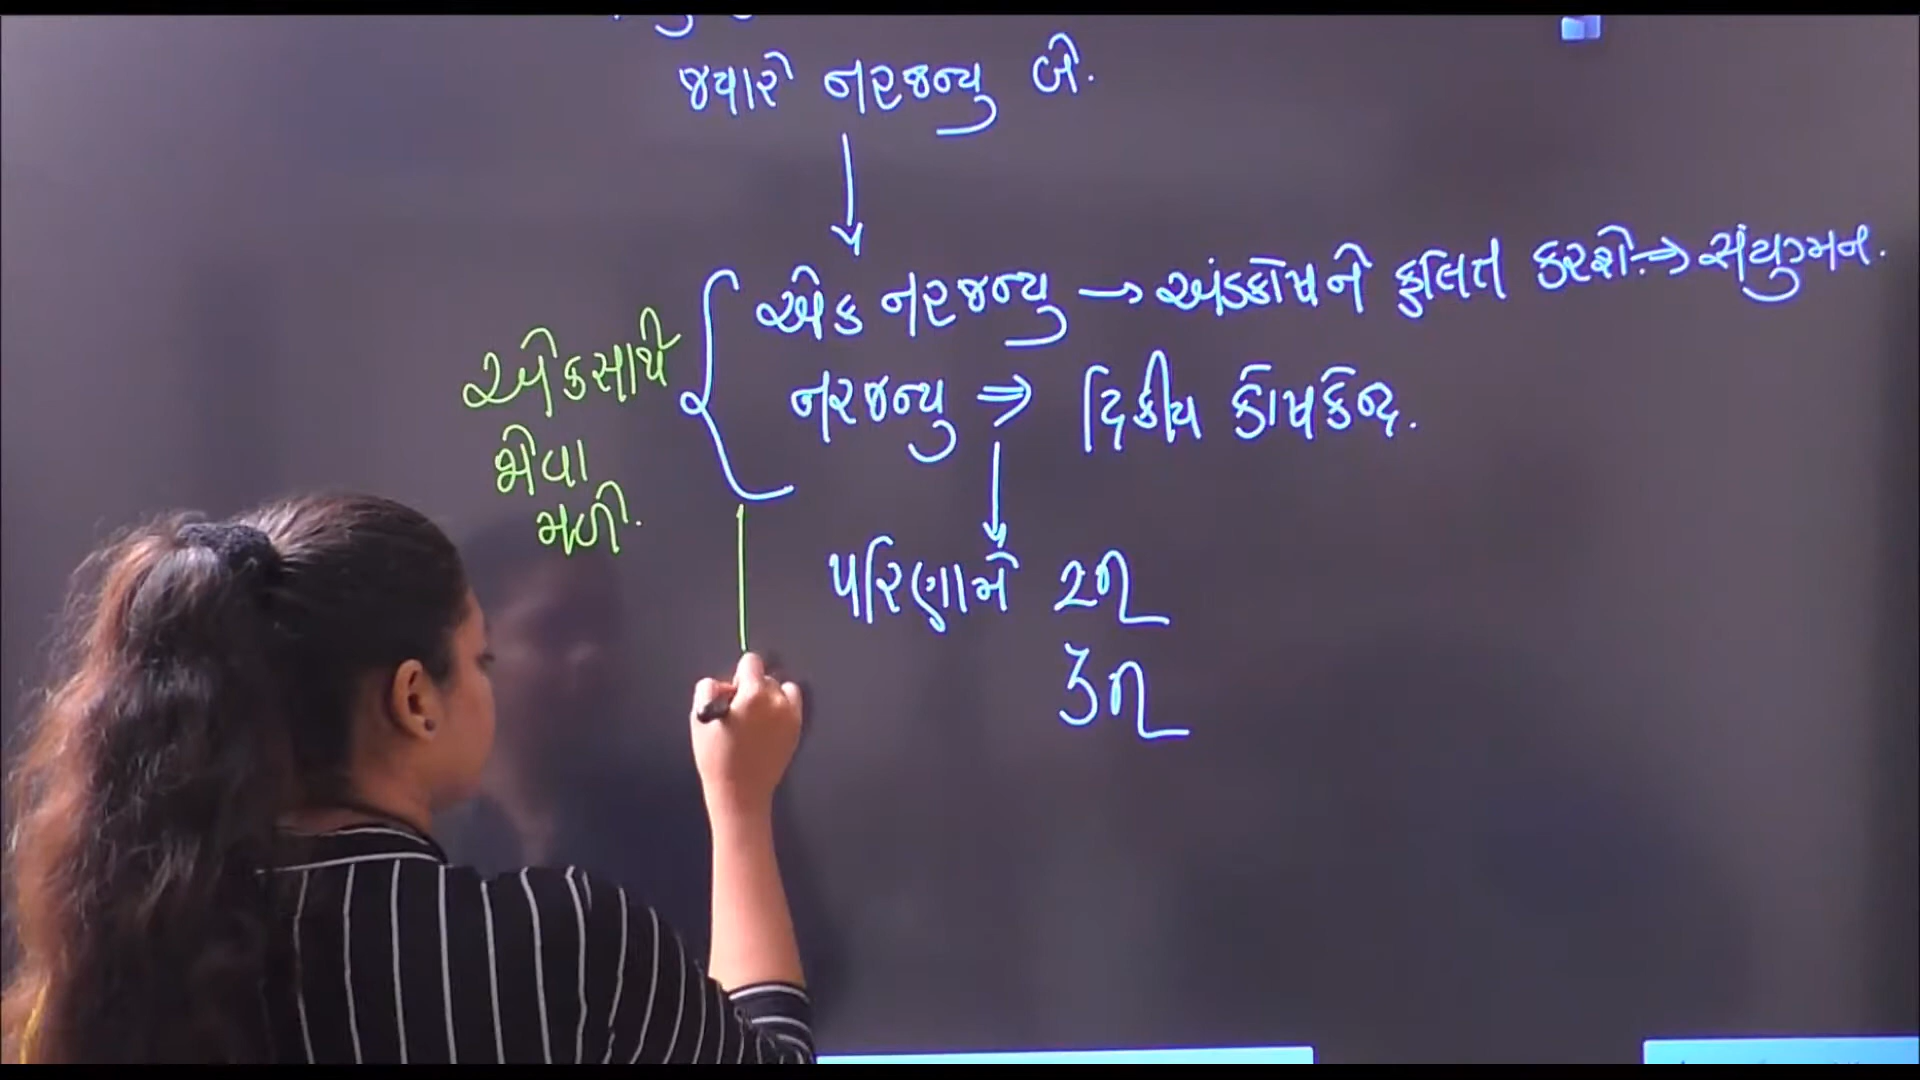 જ્યારે નરજન્યુ બે.
એક નરજન્યુ → અંડકોષને ફલિત કરશે. → સંયુગ્મન.
નરજન્યુ ⇒ દ્વિકીય કોષકેન્દ્ર.
એકસાથે
જોવા
મળી.
પરિણામે 2n
3n